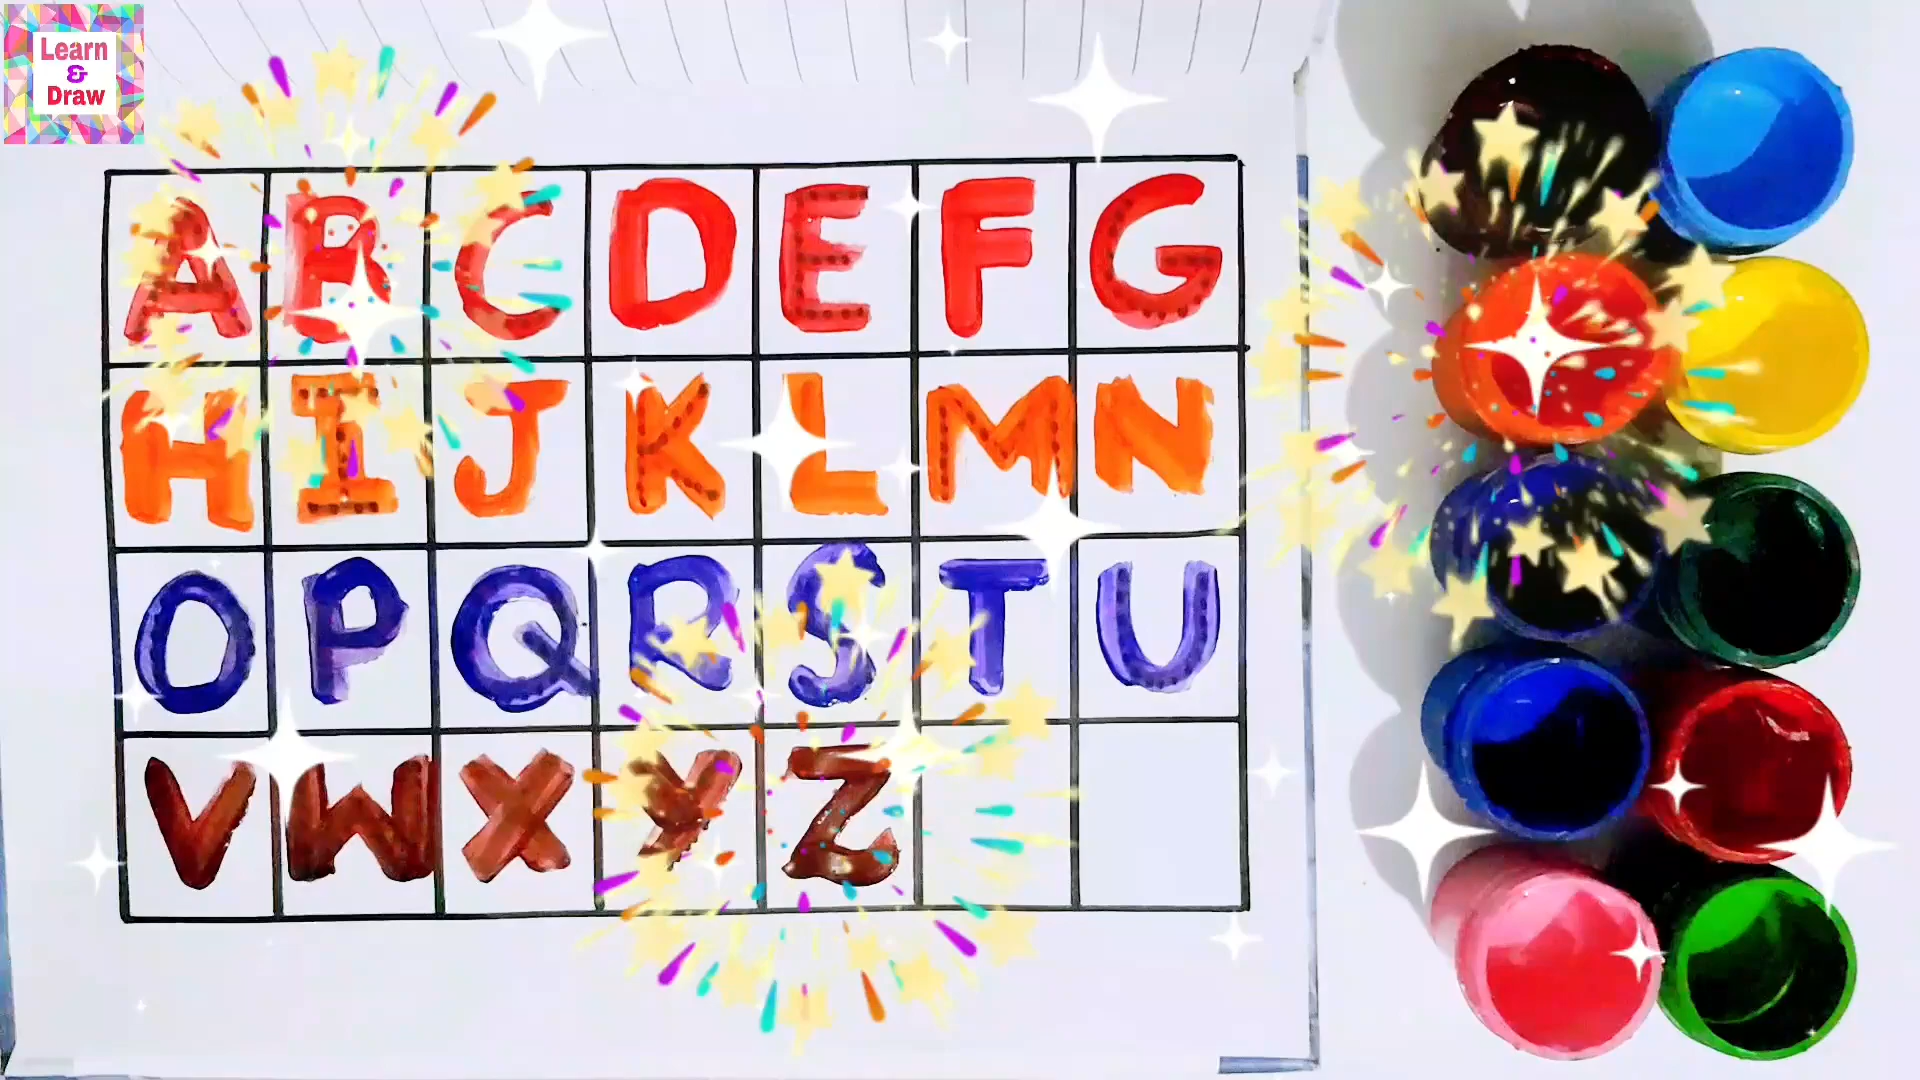 Learn
&
Draw
A B C D E F G
H I J K L M N
O P Q R S T U
V W X Y Z